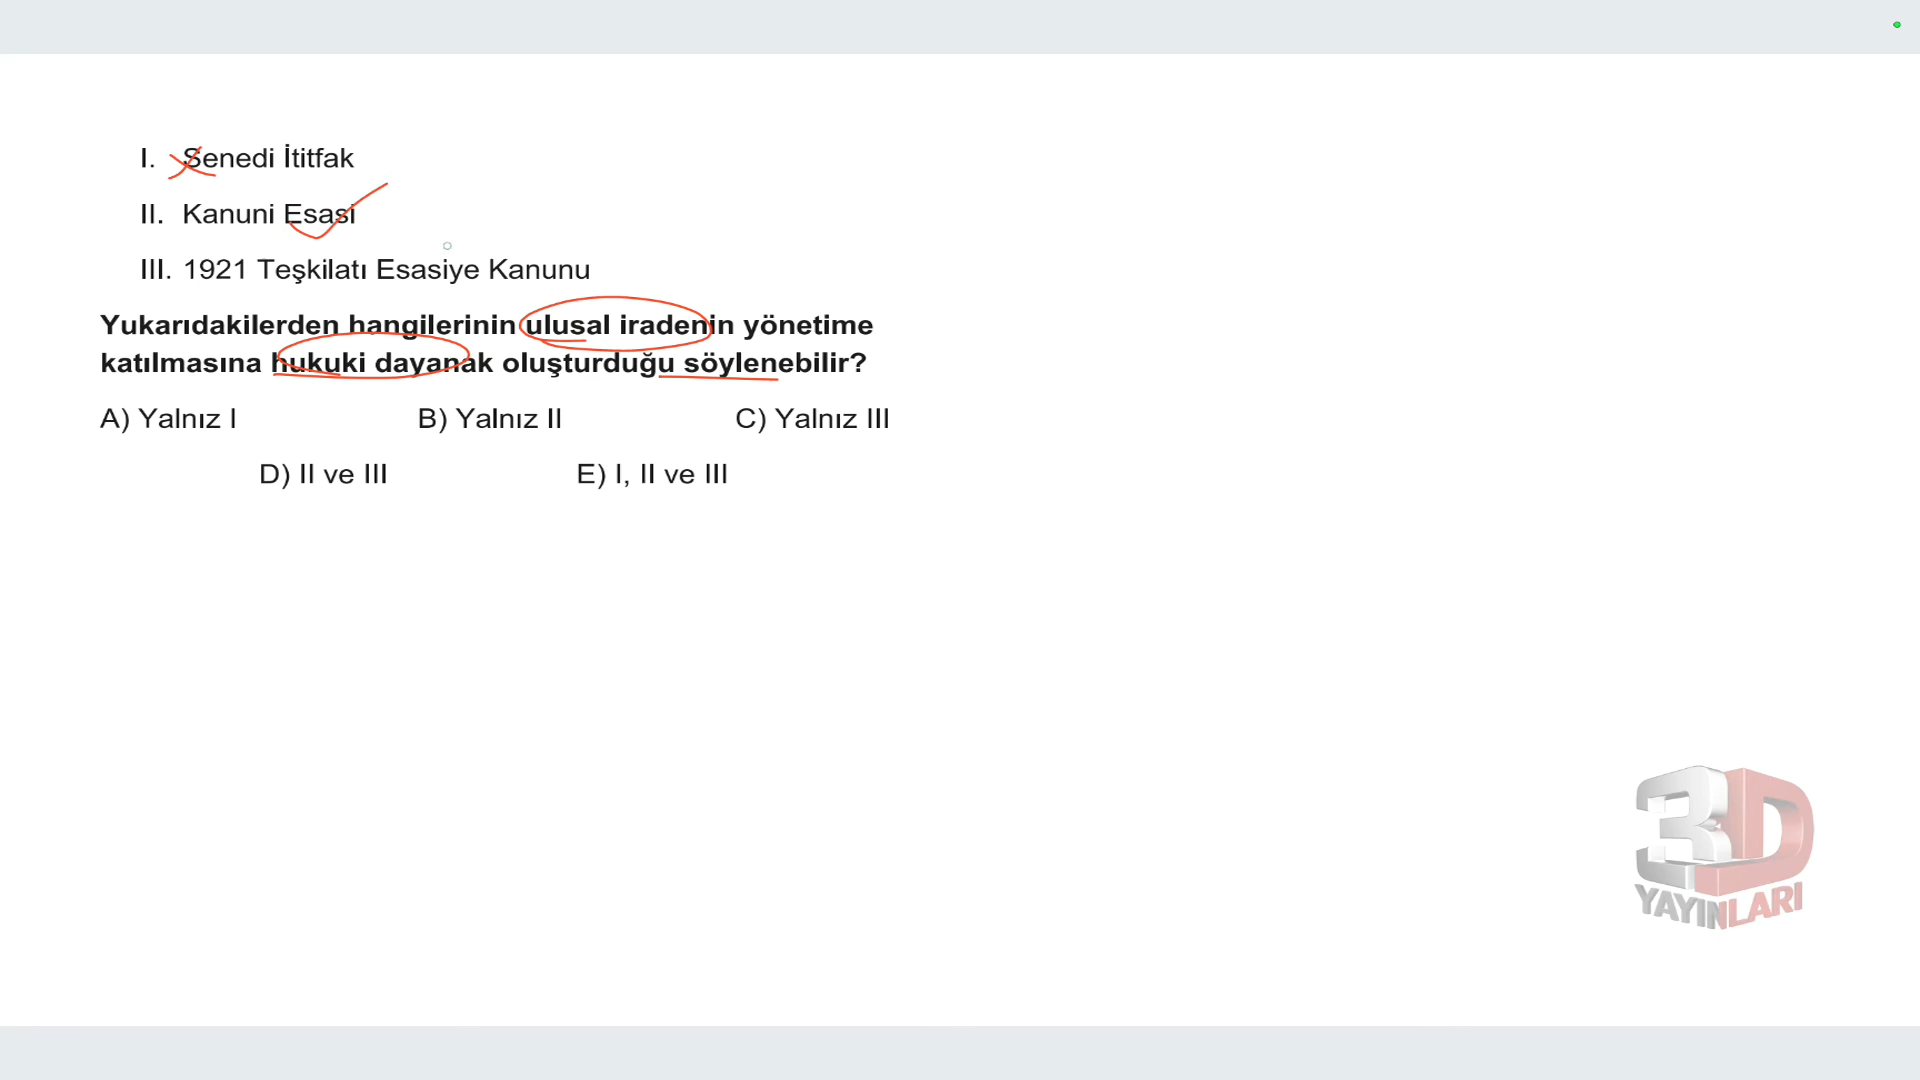 I. Senedi İtitfak
II. Kanuni Esasi
III. 1921 Teşkilatı Esasiye Kanunu
Yukarıdakilerden hangilerinin ulusal iradenin yönetime
katılmasına hukuki dayanak oluşturduğu söylenebilir?
A) Yalnız I B) Yalnız II C) Yalnız III
D) II ve III E) I, II ve III
3D
YAYINLARI